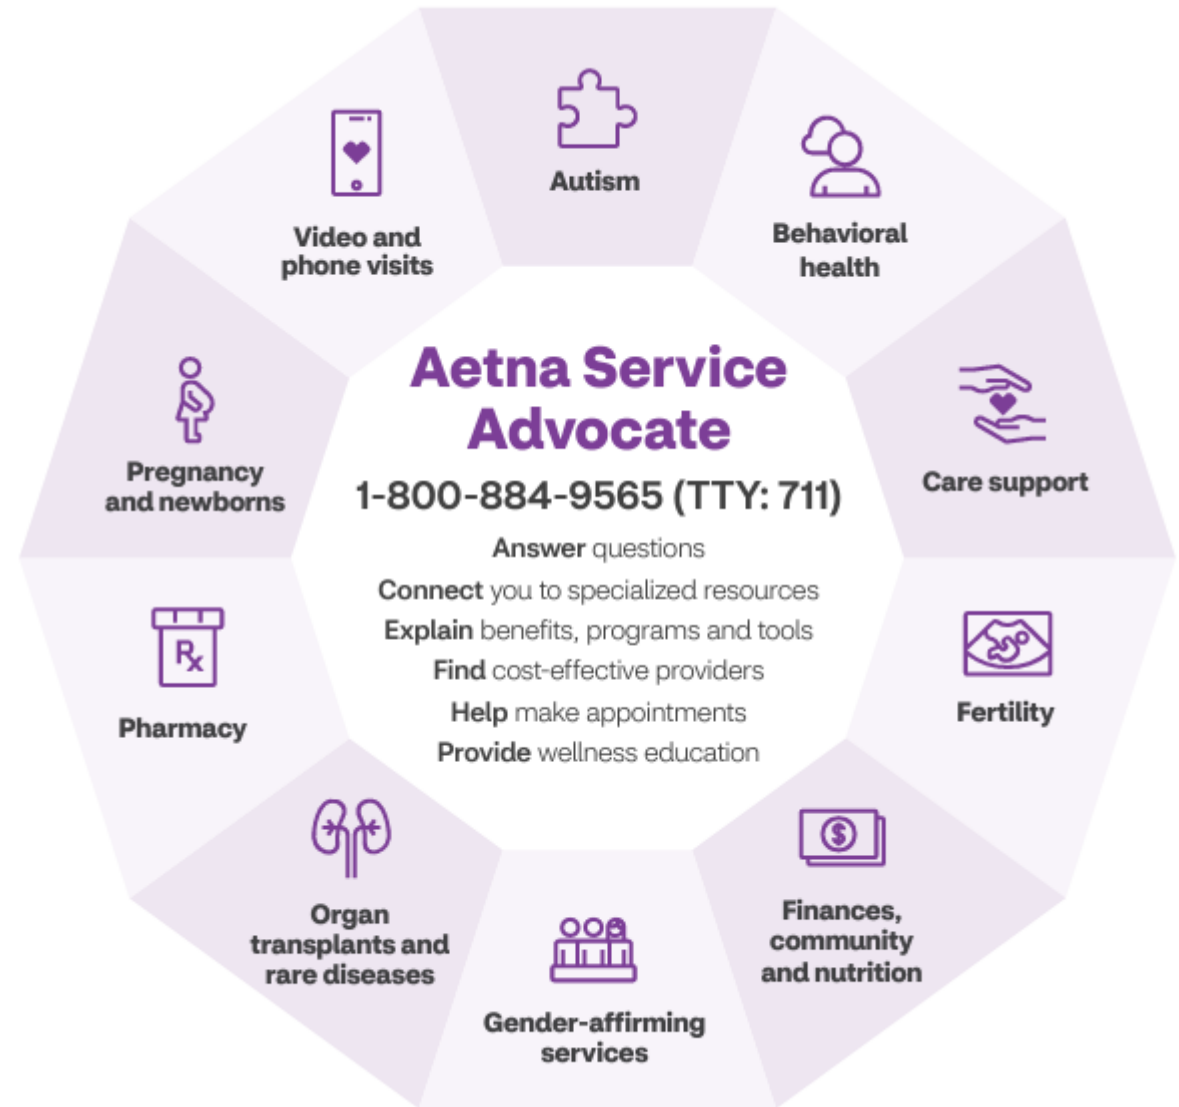 Autism
Behavioral
health
Care support
Fertility
Finances,
community
and nutrition
Gender-affirming
services
Organ
transplants and
rare diseases
Rx
Pharmacy
Pregnancy
and newborns
Video and
phone visits
Aetna Service
Advocate
1-800-884-9565 (TTY: 711)
Answer questions
Connect you to specialized resources
Explain benefits, programs and tools
Find cost-effective providers
Help make appointments
Provide wellness education
$